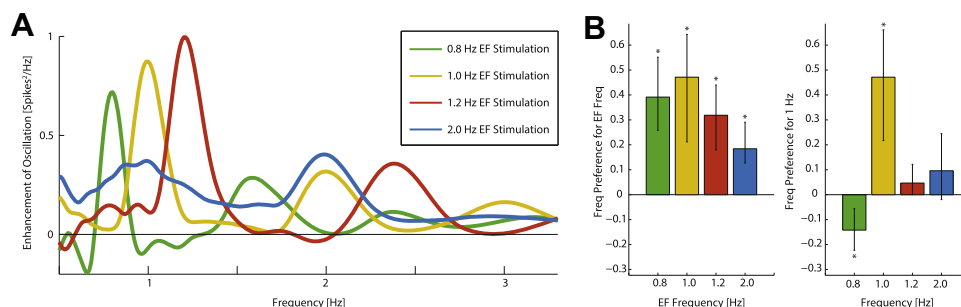 A
Enhancement of Oscillation [Spikes²/Hz]
1
0.5
0
1
2
3
Frequency [Hz]
0.8 Hz EF Stimulation
1.0 Hz EF Stimulation
1.2 Hz EF Stimulation
2.0 Hz EF Stimulation
B
Freq Preference for EF Freq
0.6
0.5
0.4
0.3
0.2
0.1
0
−0.1
−0.2
−0.3
* * * *
0.8 1.0 1.2 2.0
EF Frequency [Hz]
Freq Preference for 1 Hz
0.6
0.5
0.4
0.3
0.2
0.1
0
−0.1
−0.2
−0.3
*
*
0.8 1.0 1.2 2.0
EF Frequency [Hz]